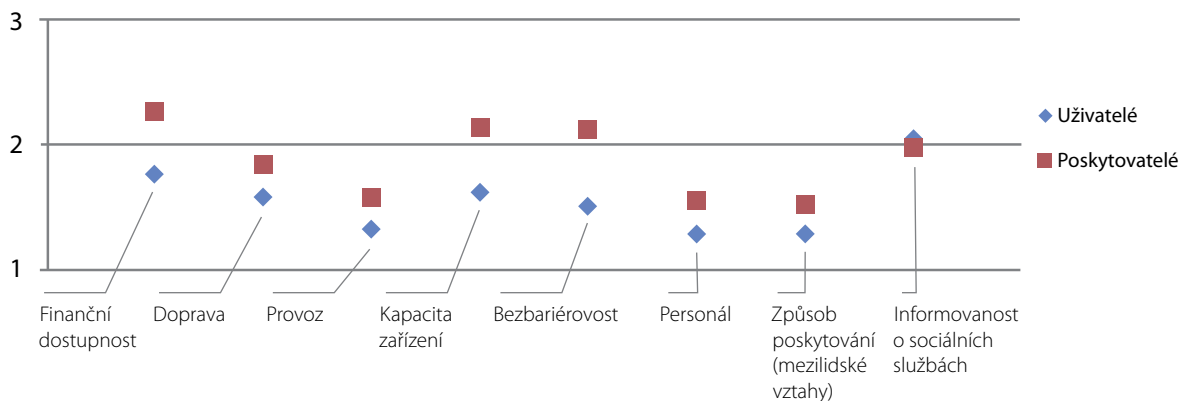 3
2
1
Uživatelé
Poskytovatelé
Finanční
dostupnost
Doprava
Provoz
Kapacita
zařízení
Bezbariérovost
Personál
Způsob
poskytování
(mezilidské
vztahy)
Informovanost
o sociálních
službách